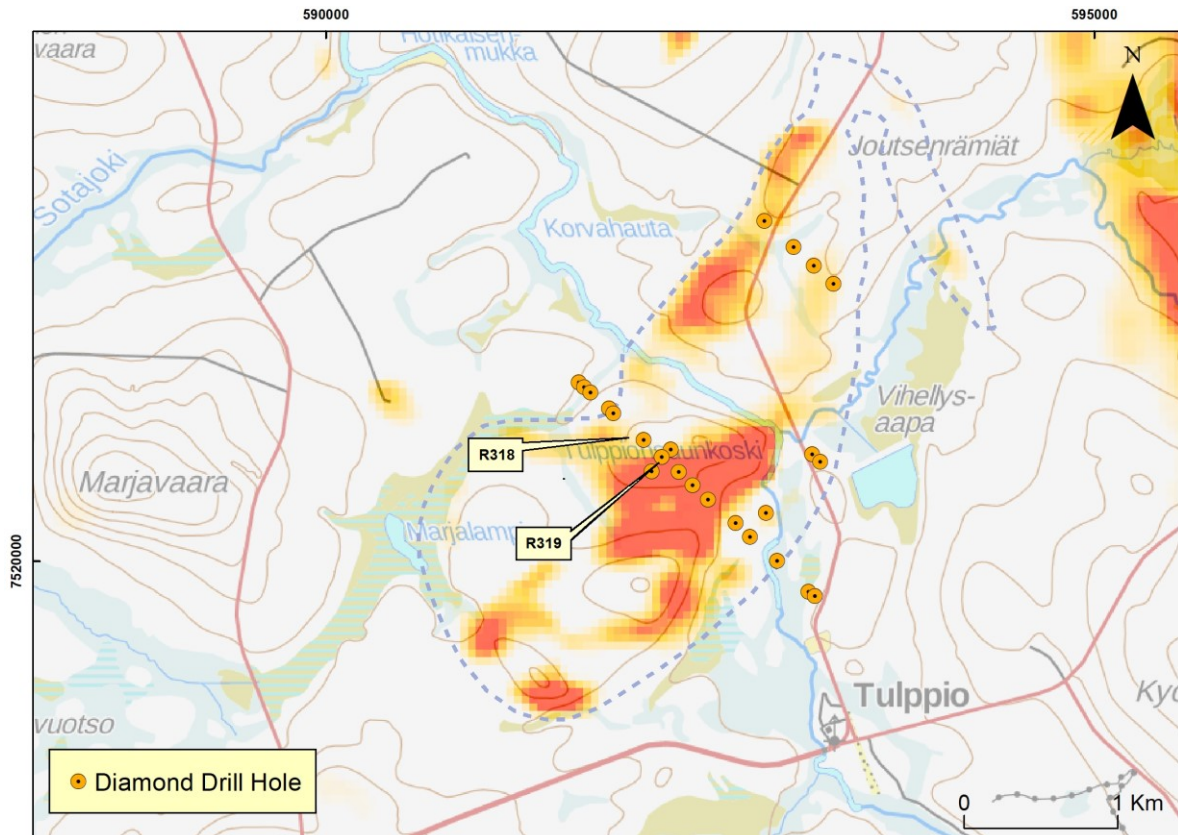 590000
595000
vaara
Hotikaisen-
mukka
N
Sotajoki
Joutsenrämiät
Korvahauta
Vihellys-
aapa
R318
Marjavaara
Marjalampi
R319
7520000
Tulppio
vuotso
Diamond Drill Hole
0
1 Km